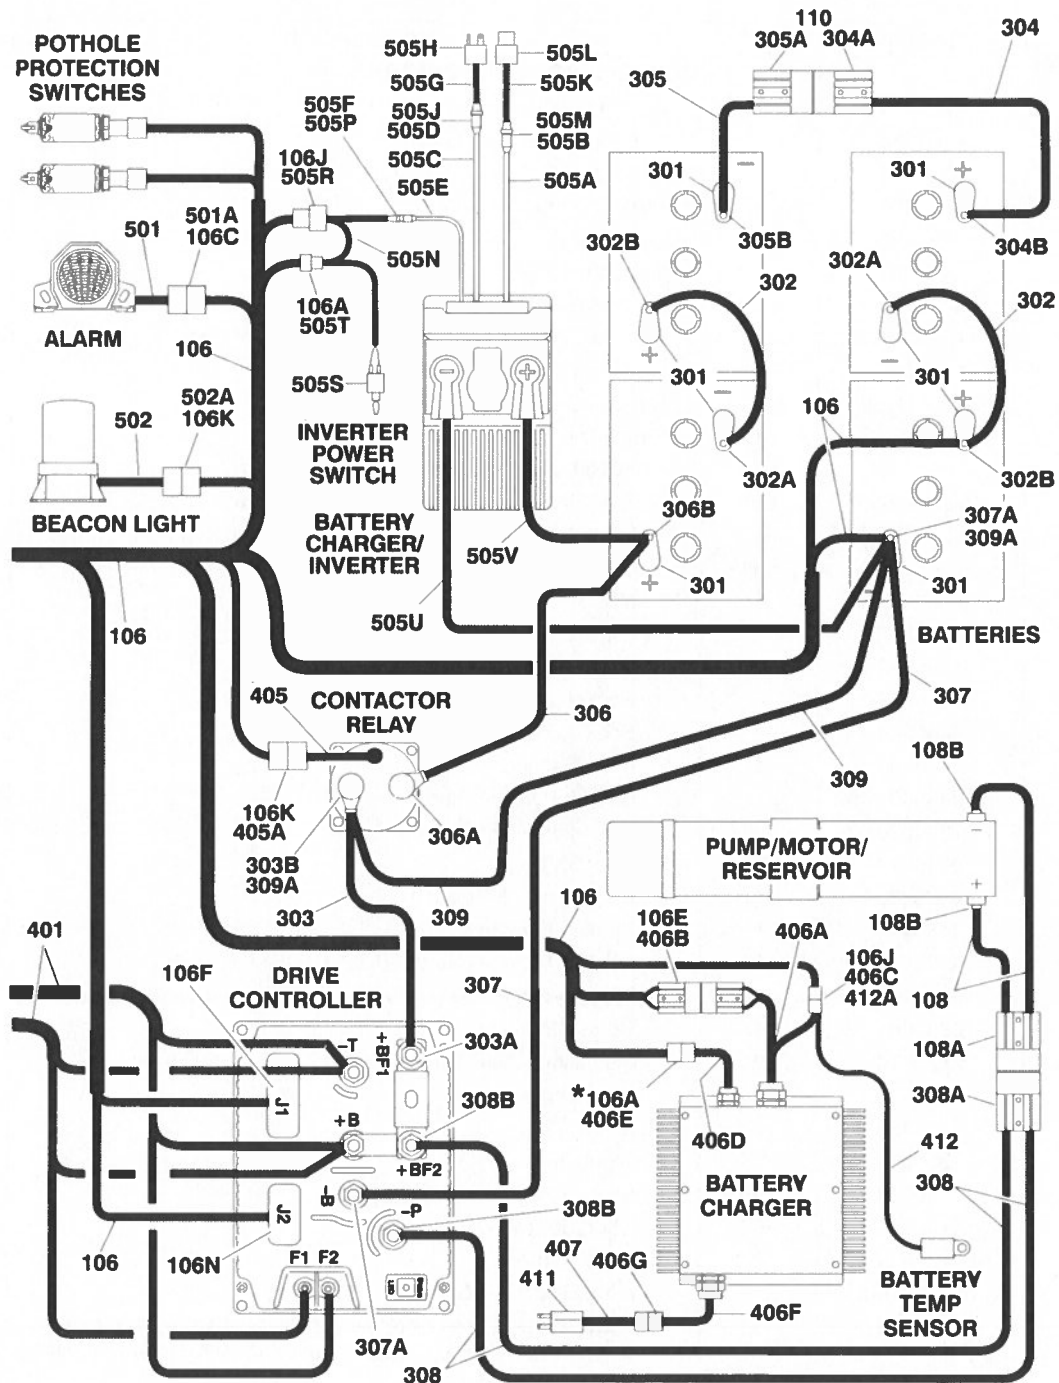 POTHOLE
PROTECTION
SWITCHES
505H
505L
505G
505K
505J
505D
505M
505B
505C
505A
505E
505F
505P
106J
505R
110
305A
304A
304
305
301
−
301
+
501
501A
106C
ALARM
505N
106A
505T
305B
304B
302B
302A
302
302
106
505S
−
+
+
−
301
301
−
+
502
502A
106K
INVERTER
POWER
SWITCH
106
302A
302B
BEACON LIGHT
BATTERY
CHARGER/
INVERTER
505V
306B
307A
309A
301
+
301
−
505U
106
BATTERIES
405
CONTACTOR
RELAY
306
307
309
108B
106K
405A
306A
303B
309A
303
309
PUMP/MOTOR/
RESERVOIR
−
+
108B
106
106E
406B
406A
106J
406C
412A
401
106F
DRIVE
CONTROLLER
307
108
−T
+BF1
303A
108A
J1
308B
*106A
406E
308A
+B
+BF2
406D
412
BATTERY
CHARGER
308
−B
J2
−P
308B
106
106N
F1 F2
407
406G
411
406F
BATTERY
TEMP
SENSOR
Status
LED
307A
308